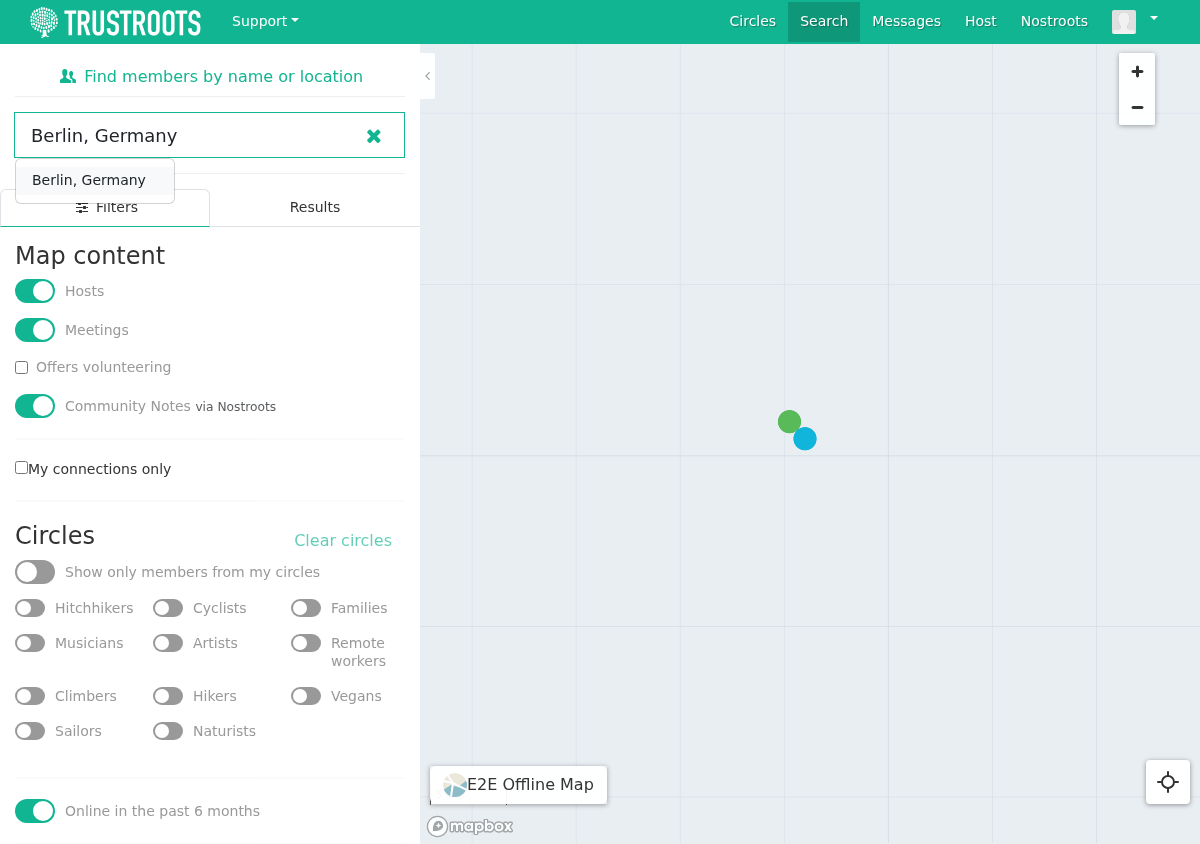 TRUSTROOTS Support Circles Search Messages Host Nostroots
Find members by name or location
Berlin, Germany
Berlin, Germany
Filters Results
Map content
Hosts
Meetings
Offers volunteering
Community Notes via Nostroots
My connections only
Circles Clear circles
Show only members from my circles
Hitchhikers Cyclists Families
Musicians Artists Remote workers
Climbers Hikers Vegans
Sailors Naturists
Online in the past 6 months
E2E Offline Map
mapbox